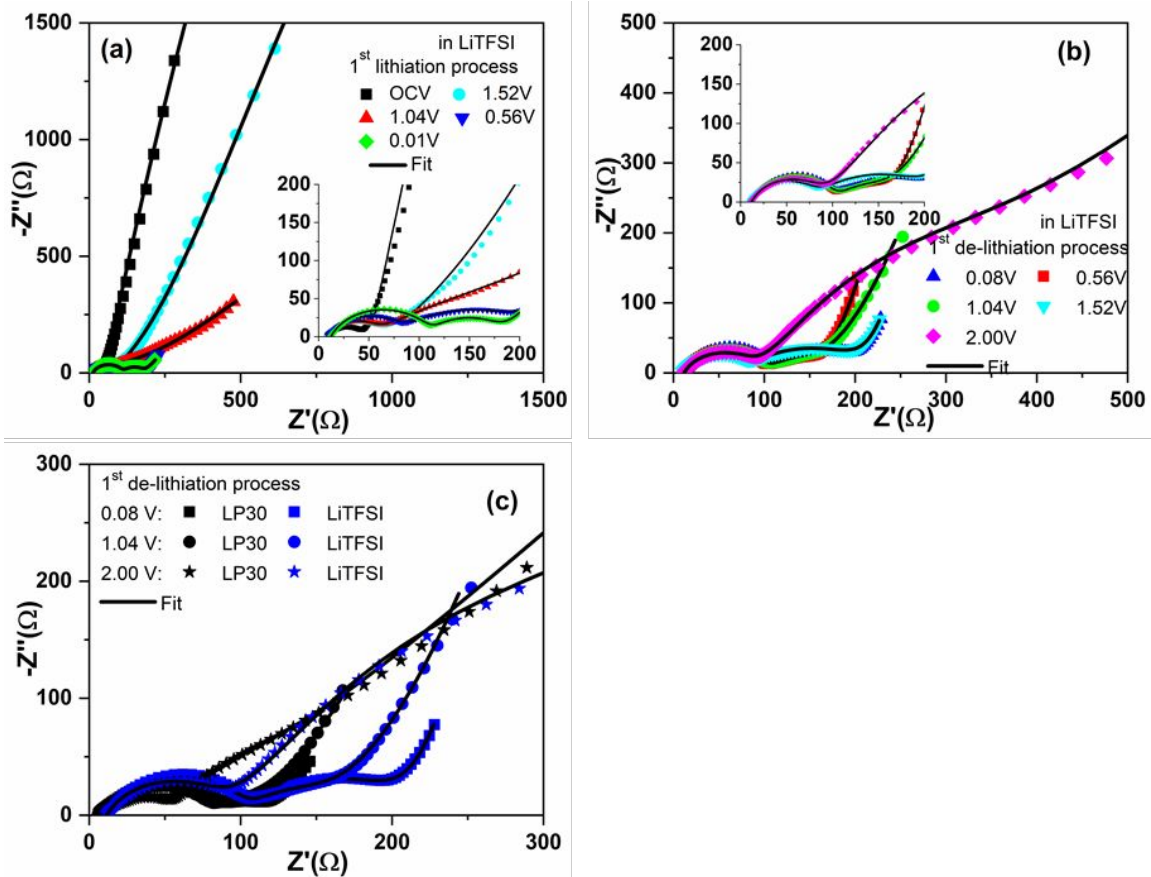 (a)
in LiTFSI
1st lithiation process
OCV 1.52V
1.04V 0.56V
0.01V
Fit
-Z"(Ω)
1500
1000
500
0
0 500 1000 1500
Z'(Ω)
200
150
100
50
0
0 50 100 150 200
(b)
in LiTFSI
1st de-lithiation process
0.08V 0.56V
1.04V 1.52V
2.00V
Fit
-Z"(Ω)
-500
400
300
200
100
0
0 100 200 300 400 500
Z'(Ω)
200
150
100
50
0
0 50 100 150 200
(c)
1st de-lithiation process
0.08 V: LP30 LiTFSI
1.04 V: LP30 LiTFSI
2.00 V: LP30 LiTFSI
Fit
-Z"(Ω)
300
200
100
0
0 100 200 300
Z'(Ω)